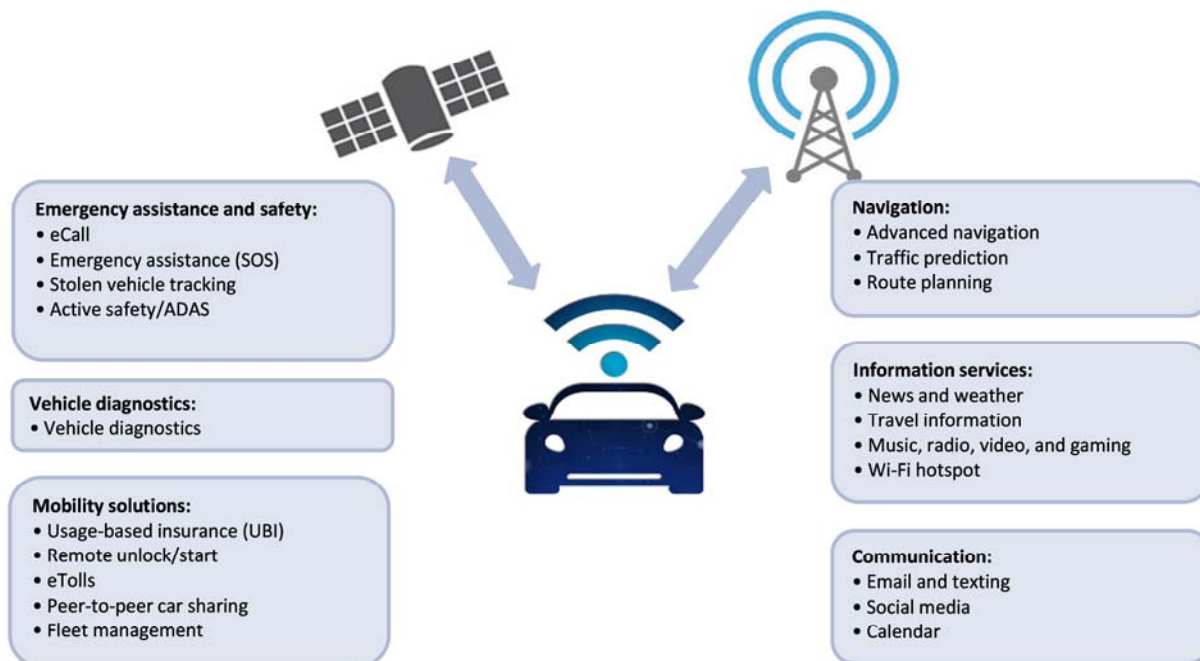 Emergency assistance and safety:
• eCall
• Emergency assistance (SOS)
• Stolen vehicle tracking
• Active safety/ADAS
Vehicle diagnostics:
• Vehicle diagnostics
Mobility solutions:
• Usage-based insurance (UBI)
• Remote unlock/start
• eTolls
• Peer-to-peer car sharing
• Fleet management
Navigation:
• Advanced navigation
• Traffic prediction
• Route planning
Information services:
• News and weather
• Travel information
• Music, radio, video, and gaming
• Wi-Fi hotspot
Communication:
• Email and texting
• Social media
• Calendar